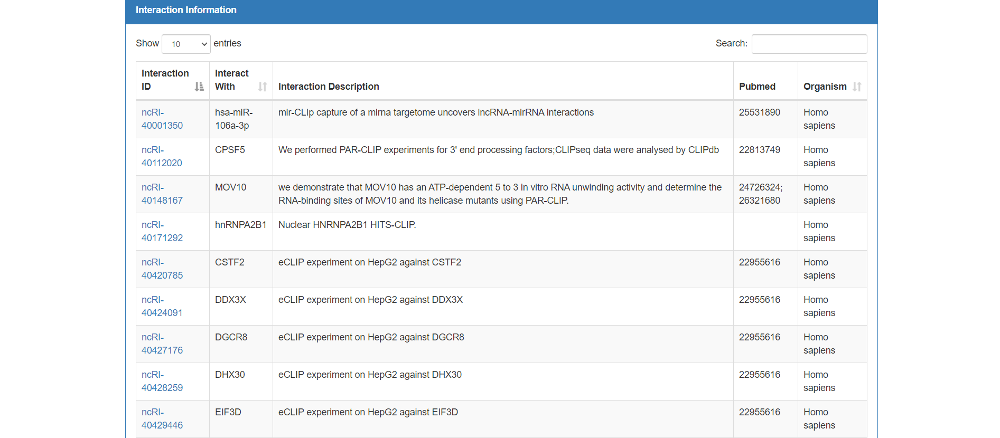 Interaction Information
Show 10 entries
Search:
Interaction ID Interact With Interaction Description Pubmed Organism
ncRI-40001350 hsa-miR-106a-3p mir-CLIp capture of a mirna targetome uncovers lncRNA-mirRNA interactions 25531890 Homo sapiens
ncRI-40112020 CPSF5 We performed PAR-CLIP experiments for 3' end processing factors;CLIPseq data were analysed by CLIPdb 22813749 Homo sapiens
ncRI-40148167 MOV10 we demonstrate that MOV10 has an ATP-dependent 5 to 3 in vitro RNA unwinding activity and determine the RNA-binding sites of MOV10 and its helicase mutants using PAR-CLIP. 24726324; 26321680 Homo sapiens
ncRI-40171292 hnRNPA2B1 Nuclear HNRNPA2B1 HITS-CLIP. Homo sapiens
ncRI-40420785 CSTF2 eCLIP experiment on HepG2 against CSTF2 22955616 Homo sapiens
ncRI-40424091 DDX3X eCLIP experiment on HepG2 against DDX3X 22955616 Homo sapiens
ncRI-40427176 DGCR8 eCLIP experiment on HepG2 against DGCR8 22955616 Homo sapiens
ncRI-40428259 DHX30 eCLIP experiment on HepG2 against DHX30 22955616 Homo sapiens
ncRI-40429446 EIF3D eCLIP experiment on HepG2 against EIF3D 22955616 Homo sapiens